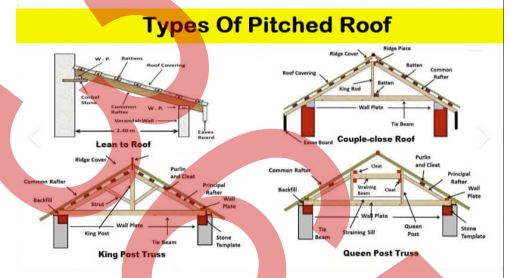 Types Of Pitched Roof
W. P.
Battens
Roof Covering
Corbel
Stone
Common
Rafter
W. P.
Verandah Wall
2.40 m
Eaves
Board
Lean to Roof
Ridge Piece
Ridge Cover
Batten
Roof Covering
Common
Rafter
King Rod
Batten
Wall Plate
Tie Beam
Eaves Board
Couple-close Roof
Ridge Cover
Common Rafter
Purlin
and Cleat
Principal
Rafter
Backfill
Strut
Wall
Plate
Wall Plate
King Post
Tie Beam
Stone
Template
King Post Truss
Cleat
Purlin and
Cleat
Common Rafter
Principal
Rafter
Backfill
Straining
Beam
Cleat
Wall
Plate
Wall Plate
Tie
Beam
Straining Sill
Queen
Post
Stone
Template
Queen Post Truss